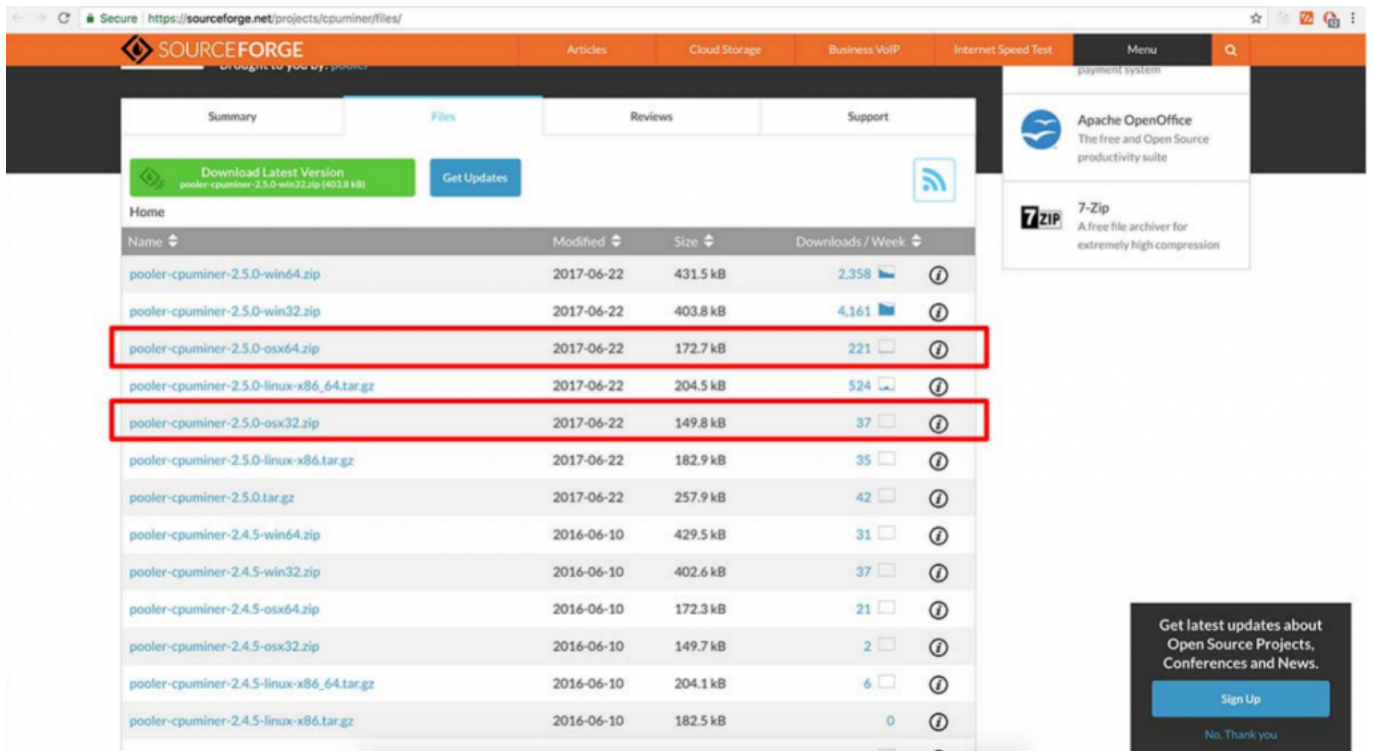 Secure https://sourceforge.net/projects/cpuminer/files/
SOURCEFORGE Articles Cloud Storage Business VoIP Internet Speed Test Menu
Brought to you by: pooler
payment system
Summary Files Reviews Support
Apache OpenOffice
The free and Open Source
productivity suite
Download Latest Version
pooler-cpuminer-2.5.0-win32.zip (403.8 kB)
Get Updates
Home
7ZIP
7-Zip
A free file archiver for
extremely high compression
Name Modified Size Downloads / Week
pooler-cpuminer-2.5.0-win64.zip 2017-06-22 431.5 kB 2,358
pooler-cpuminer-2.5.0-win32.zip 2017-06-22 403.8 kB 4,161
pooler-cpuminer-2.5.0-osx64.zip 2017-06-22 172.7 kB 221
pooler-cpuminer-2.5.0-linux-x86_64.tar.gz 2017-06-22 204.5 kB 524
pooler-cpuminer-2.5.0-osx32.zip 2017-06-22 149.8 kB 37
pooler-cpuminer-2.5.0-linux-x86.tar.gz 2017-06-22 182.9 kB 35
pooler-cpuminer-2.5.0.tar.gz 2017-06-22 257.9 kB 42
pooler-cpuminer-2.4.5-win64.zip 2016-06-10 429.5 kB 31
pooler-cpuminer-2.4.5-win32.zip 2016-06-10 402.6 kB 37
pooler-cpuminer-2.4.5-osx64.zip 2016-06-10 172.3 kB 21
pooler-cpuminer-2.4.5-osx32.zip 2016-06-10 149.7 kB 2
pooler-cpuminer-2.4.5-linux-x86_64.tar.gz 2016-06-10 204.1 kB 6
pooler-cpuminer-2.4.5-linux-x86.tar.gz 2016-06-10 182.5 kB 0
Get latest updates about
Open Source Projects,
Conferences and News.
Sign Up
No, Thank you